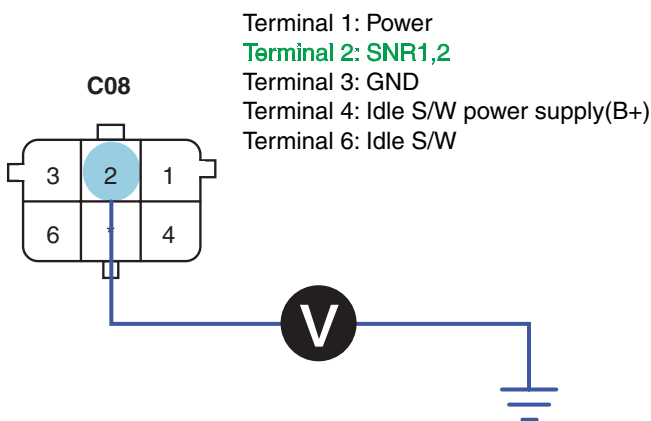 Terminal 1: Power
Terminal 2: SNR1,2
Terminal 3: GND
Terminal 4: Idle S/W power supply(B+)
Terminal 6: Idle S/W
C08
3 2 1
6 * 4
V